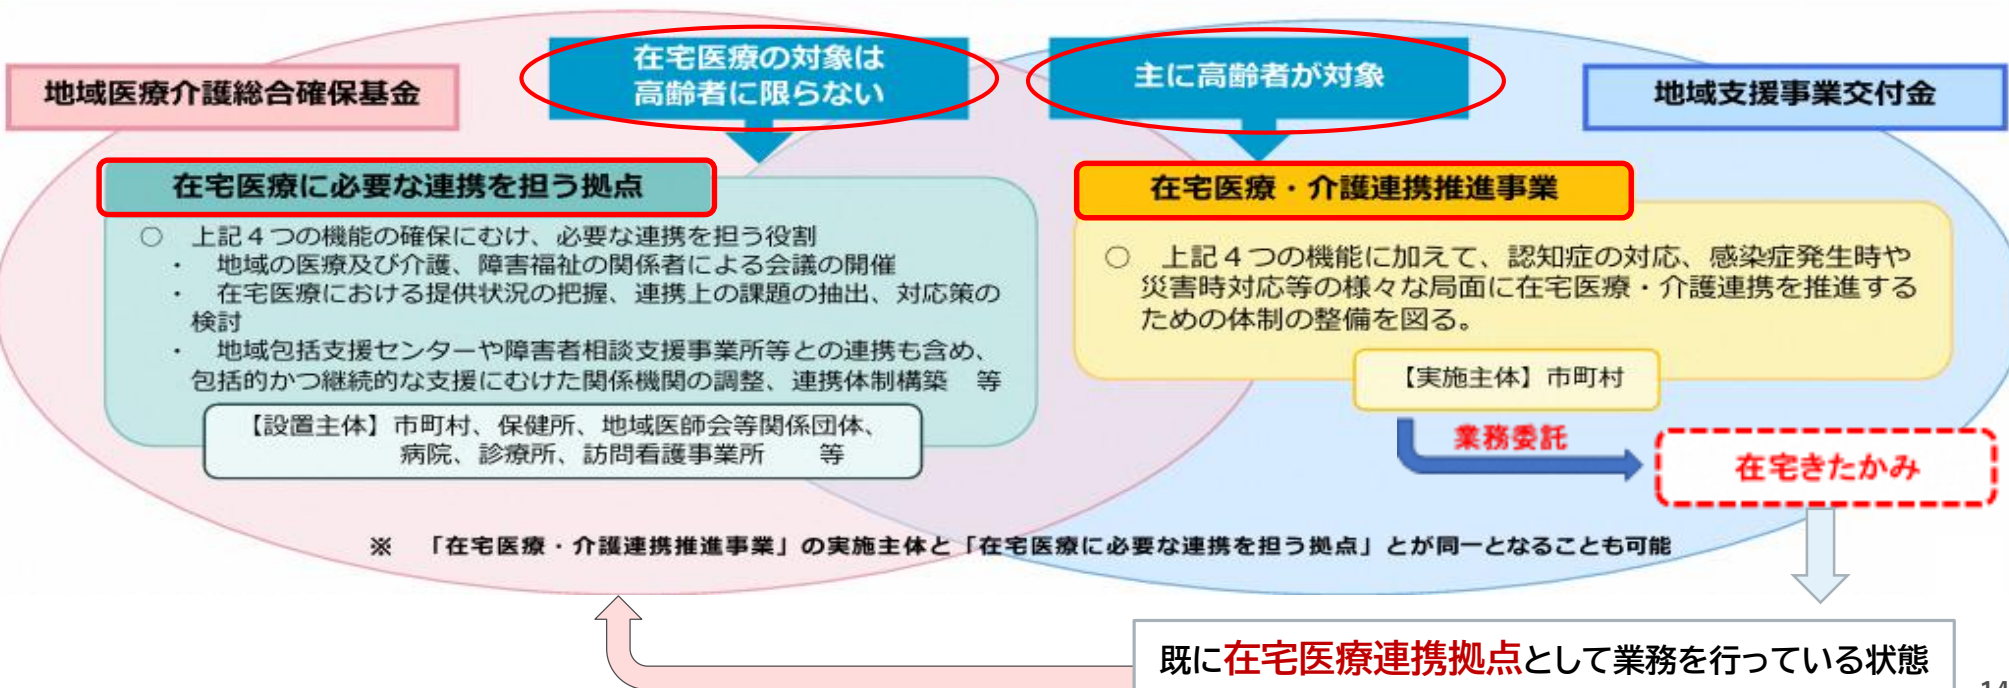 地域医療介護総合確保基金
在宅医療の対象は
高齢者に限らない
主に高齢者が対象
地域支援事業交付金
在宅医療に必要な連携を担う拠点
○ 上記４つの機能の確保にむけ、必要な連携を担う役割
・ 地域の医療及び介護、障害福祉の関係者による会議の開催
・ 在宅医療における提供状況の把握、連携上の課題の抽出、対応策の
検討
・ 地域包括支援センターや障害者相談支援事業所等との連携も含め、
包括的かつ継続的な支援にむけた関係機関の調整、連携体制構築 等
【設置主体】市町村、保健所、地域医師会等関係団体、
病院、診療所、訪問看護事業所 等
在宅医療・介護連携推進事業
○ 上記４つの機能に加えて、認知症の対応、感染症発生時や
災害時対応等の様々な局面に在宅医療・介護連携を推進する
ための体制の整備を図る。
【実施主体】市町村
業務委託
在宅きたかみ
※ 「在宅医療・介護連携推進事業」の実施主体と「在宅医療に必要な連携を担う拠点」とが同一となることも可能
既に在宅医療連携拠点として業務を行っている状態